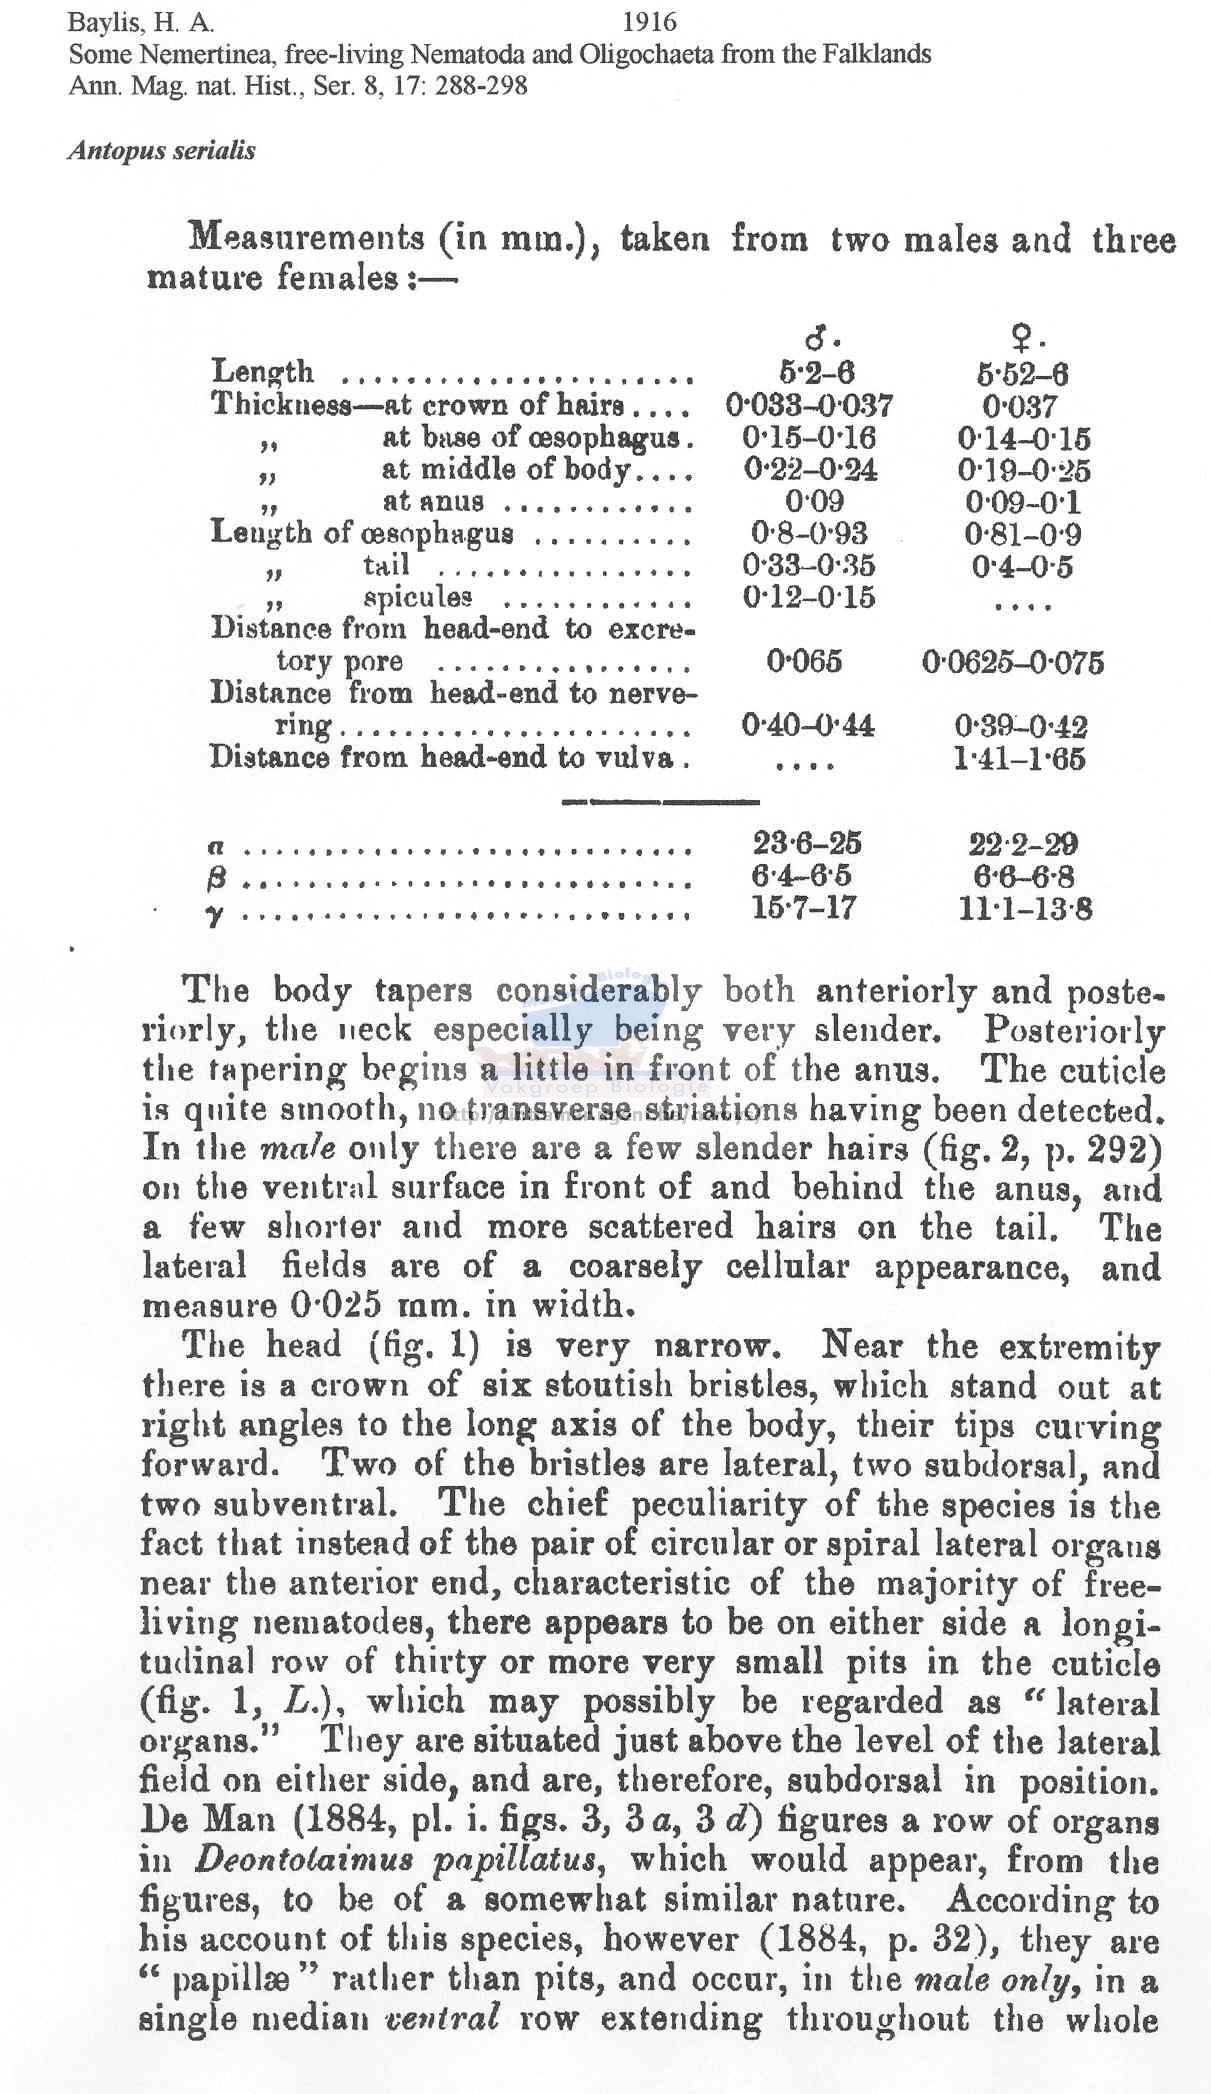 Baylis, H. A. 1916
Some Nemertinea, free-living Nematoda and Oligochaeta from the Falklands
Ann. Mag. nat. Hist., Ser. 8, 17: 288-298
Antopus serialis
Measurements (in mm.), taken from two males and three
mature females :—
♂. ♀.
Length ...................... 5·2–6 5·52–6
Thickness—at crown of hairs.... 0·033–0·037 0·037
„ at base of œsophagus. 0·15–0·16 0·14–0·15
„ at middle of body.... 0·22–0·24 0·19–0·25
„ at anus ............ 0·09 0·09–0·1
Length of œsophagus .......... 0·8–0·93 0·81–0·9
„ tail ................ 0·33–0·35 0·4–0·5
„ spicules ............ 0·12–0·15 ....
Distance from head-end to excre-
tory pore ................ 0·065 0·0625–0·075
Distance from head-end to nerve-
ring...................... 0·40–0·44 0·39–0·42
Distance from head-end to vulva. .... 1·41–1·65
α ............................ 23·6–25 22·2–29
β ............................ 6·4–6·5 6·6–6·8
γ ............................ 15·7–17 11·1–13·8
The body tapers considerably both anteriorly and poste-
riorly, the neck especially being very slender. Posteriorly
the tapering begins a little in front of the anus. The cuticle
Vakgroep Biologie
is quite smooth, no transverse striations having been detected.
In the male only there are a few slender hairs (fig. 2, p. 292)
on the ventral surface in front of and behind the anus, and
a few shorter and more scattered hairs on the tail. The
lateral fields are of a coarsely cellular appearance, and
measure 0·025 mm. in width.
The head (fig. 1) is very narrow. Near the extremity
there is a crown of six stoutish bristles, which stand out at
right angles to the long axis of the body, their tips curving
forward. Two of the bristles are lateral, two subdorsal, and
two subventral. The chief peculiarity of the species is the
fact that instead of the pair of circular or spiral lateral organs
near the anterior end, characteristic of the majority of free-
living nematodes, there appears to be on either side a longi-
tudinal row of thirty or more very small pits in the cuticle
(fig. 1, L.), which may possibly be regarded as “ lateral
organs.” They are situated just above the level of the lateral
field on either side, and are, therefore, subdorsal in position.
De Man (1884, pl. i. figs. 3, 3 a, 3 d) figures a row of organs
in Deontolaimus papillatus, which would appear, from the
figures, to be of a somewhat similar nature. According to
his account of this species, however (1884, p. 32), they are
“ papillæ ” rather than pits, and occur, in the male only, in a
single median ventral row extending throughout the whole